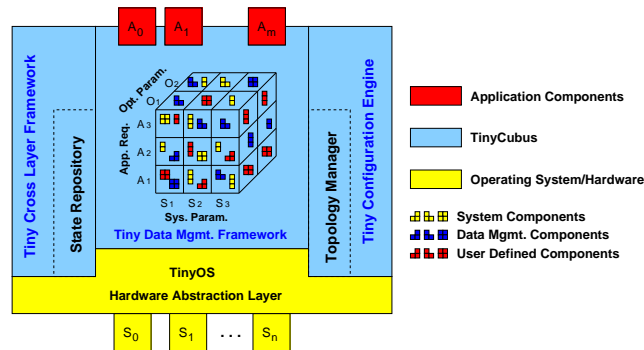 A0 A1 Am
Tiny Cross Layer Framework
State Repository
Opt. Param.
O2
O1
App. Req.
A3
A2
A1
S1 S2 S3
Sys. Param.
Tiny Data Mgmt. Framework
Topology Manager
Tiny Configuration Engine
TinyOS
Hardware Abstraction Layer
S0 S1 ... Sn
Application Components
TinyCubus
Operating System/Hardware
System Components
Data Mgmt. Components
User Defined Components